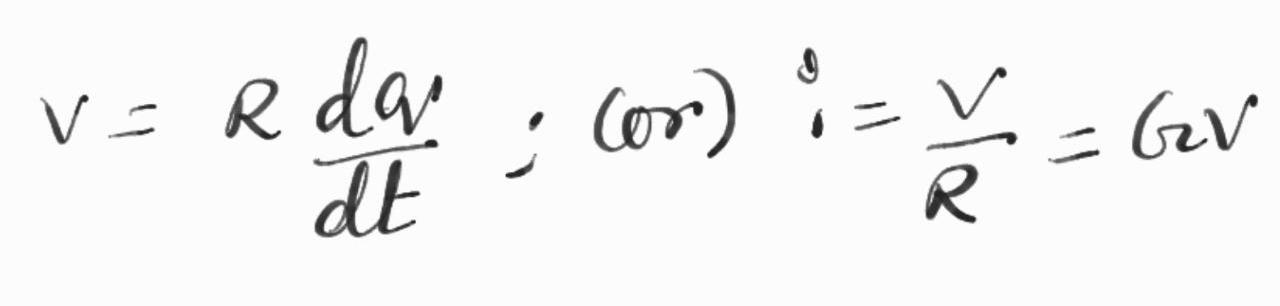 V = R dq/dt ; (or) i = V/R = GV